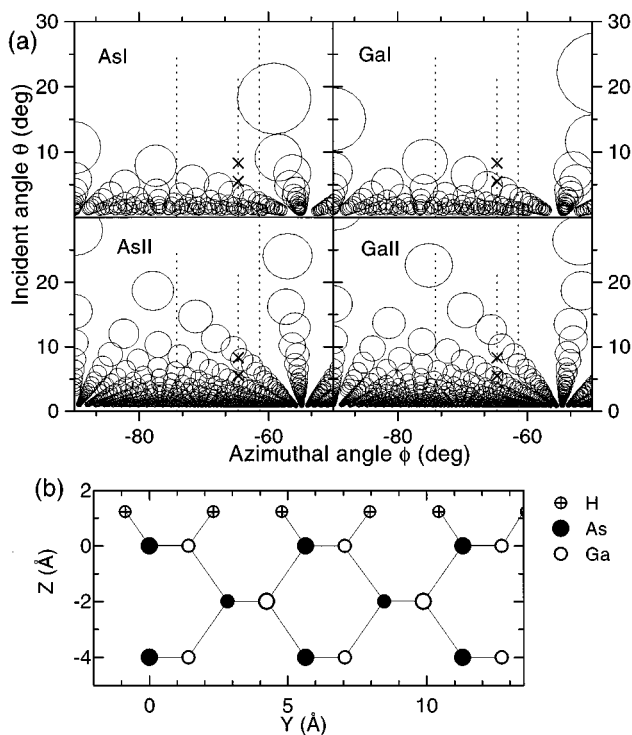 (a)
30
20
10
0
AsI
GaI
30
20
10
Incident angle θ (deg)
AsII
GaII
20
10
0
20
10
0
-80
-60
-80
-60
Azimuthal angle ϕ (deg)
(b)
2
0
-2
-4
Z (Å)
0
5
10
Y (Å)
H
As
Ga